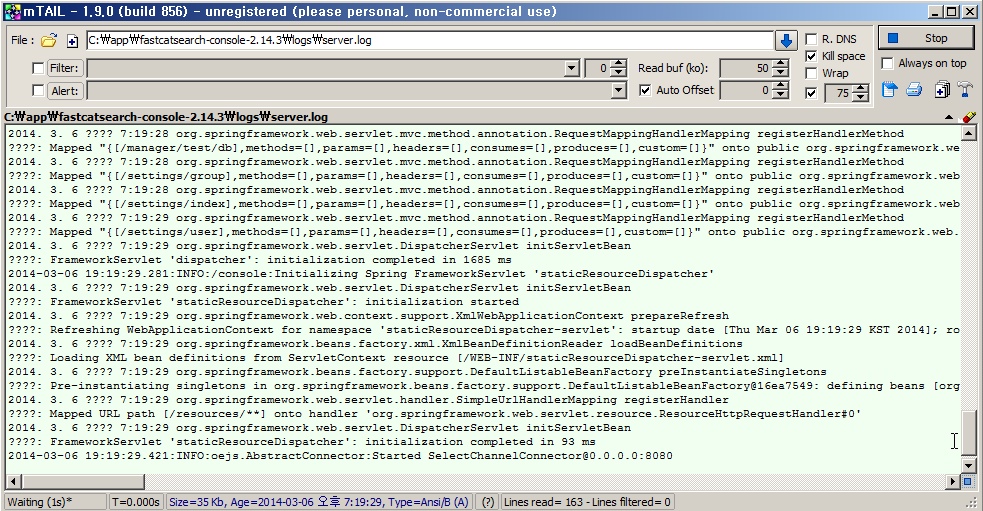 mTAIL - 1.9.0 (build 856) - unregistered (please personal, non-commercial use)
File :
C:₩app₩fastcatsearch-console-2.14.3₩logs₩server.log
R. DNS
Stop
Filter:
0
Read buf (ko):
50
Kill space
Always on top
Wrap
Alert:
Auto Offset
0
75
C:₩app₩fastcatsearch-console-2.14.3₩logs₩server.log
2014. 3. 6 ???? 7:19:28 org.springframework.web.servlet.mvc.method.annotation.RequestMappingHandlerMapping registerHandlerMethod
????: Mapped "{[/manager/test/db],methods=[],params=[],headers=[],consumes=[],produces=[],custom=[]}" onto public org.springframework.we
2014. 3. 6 ???? 7:19:28 org.springframework.web.servlet.mvc.method.annotation.RequestMappingHandlerMapping registerHandlerMethod
????: Mapped "{[/settings/group],methods=[],params=[],headers=[],consumes=[],produces=[],custom=[]}" onto public org.springframework.web
2014. 3. 6 ???? 7:19:28 org.springframework.web.servlet.mvc.method.annotation.RequestMappingHandlerMapping registerHandlerMethod
????: Mapped "{[/settings/index],methods=[],params=[],headers=[],consumes=[],produces=[],custom=[]}" onto public org.springframework.web
2014. 3. 6 ???? 7:19:29 org.springframework.web.servlet.mvc.method.annotation.RequestMappingHandlerMapping registerHandlerMethod
????: Mapped "{[/settings/user],methods=[],params=[],headers=[],consumes=[],produces=[],custom=[]}" onto public org.springframework.web.
2014. 3. 6 ???? 7:19:29 org.springframework.web.servlet.DispatcherServlet initServletBean
????: FrameworkServlet 'dispatcher': initialization completed in 1685 ms
2014-03-06 19:19:29.281:INFO:/console:Initializing Spring FrameworkServlet 'staticResourceDispatcher'
2014. 3. 6 ???? 7:19:29 org.springframework.web.servlet.DispatcherServlet initServletBean
????: FrameworkServlet 'staticResourceDispatcher': initialization started
2014. 3. 6 ???? 7:19:29 org.springframework.web.context.support.XmlWebApplicationContext prepareRefresh
????: Refreshing WebApplicationContext for namespace 'staticResourceDispatcher-servlet': startup date [Thu Mar 06 19:19:29 KST 2014]; ro
2014. 3. 6 ???? 7:19:29 org.springframework.beans.factory.xml.XmlBeanDefinitionReader loadBeanDefinitions
????: Loading XML bean definitions from ServletContext resource [/WEB-INF/staticResourceDispatcher-servlet.xml]
2014. 3. 6 ???? 7:19:29 org.springframework.beans.factory.support.DefaultListableBeanFactory preInstantiateSingletons
????: Pre-instantiating singletons in org.springframework.beans.factory.support.DefaultListableBeanFactory@16ea7549: defining beans [org
2014. 3. 6 ???? 7:19:29 org.springframework.web.servlet.handler.SimpleUrlHandlerMapping registerHandler
????: Mapped URL path [/resources/**] onto handler 'org.springframework.web.servlet.resource.ResourceHttpRequestHandler#0'
2014. 3. 6 ???? 7:19:29 org.springframework.web.servlet.DispatcherServlet initServletBean
????: FrameworkServlet 'staticResourceDispatcher': initialization completed in 93 ms
2014-03-06 19:19:29.421:INFO:oejs.AbstractConnector:Started SelectChannelConnector@0.0.0.0:8080
Waiting (1s)* T=0.000s Size=35 Kb, Age=2014-03-06 오후 7:19:29, Type=Ansi/B (A) (?) Lines read= 163 - Lines filtered= 0